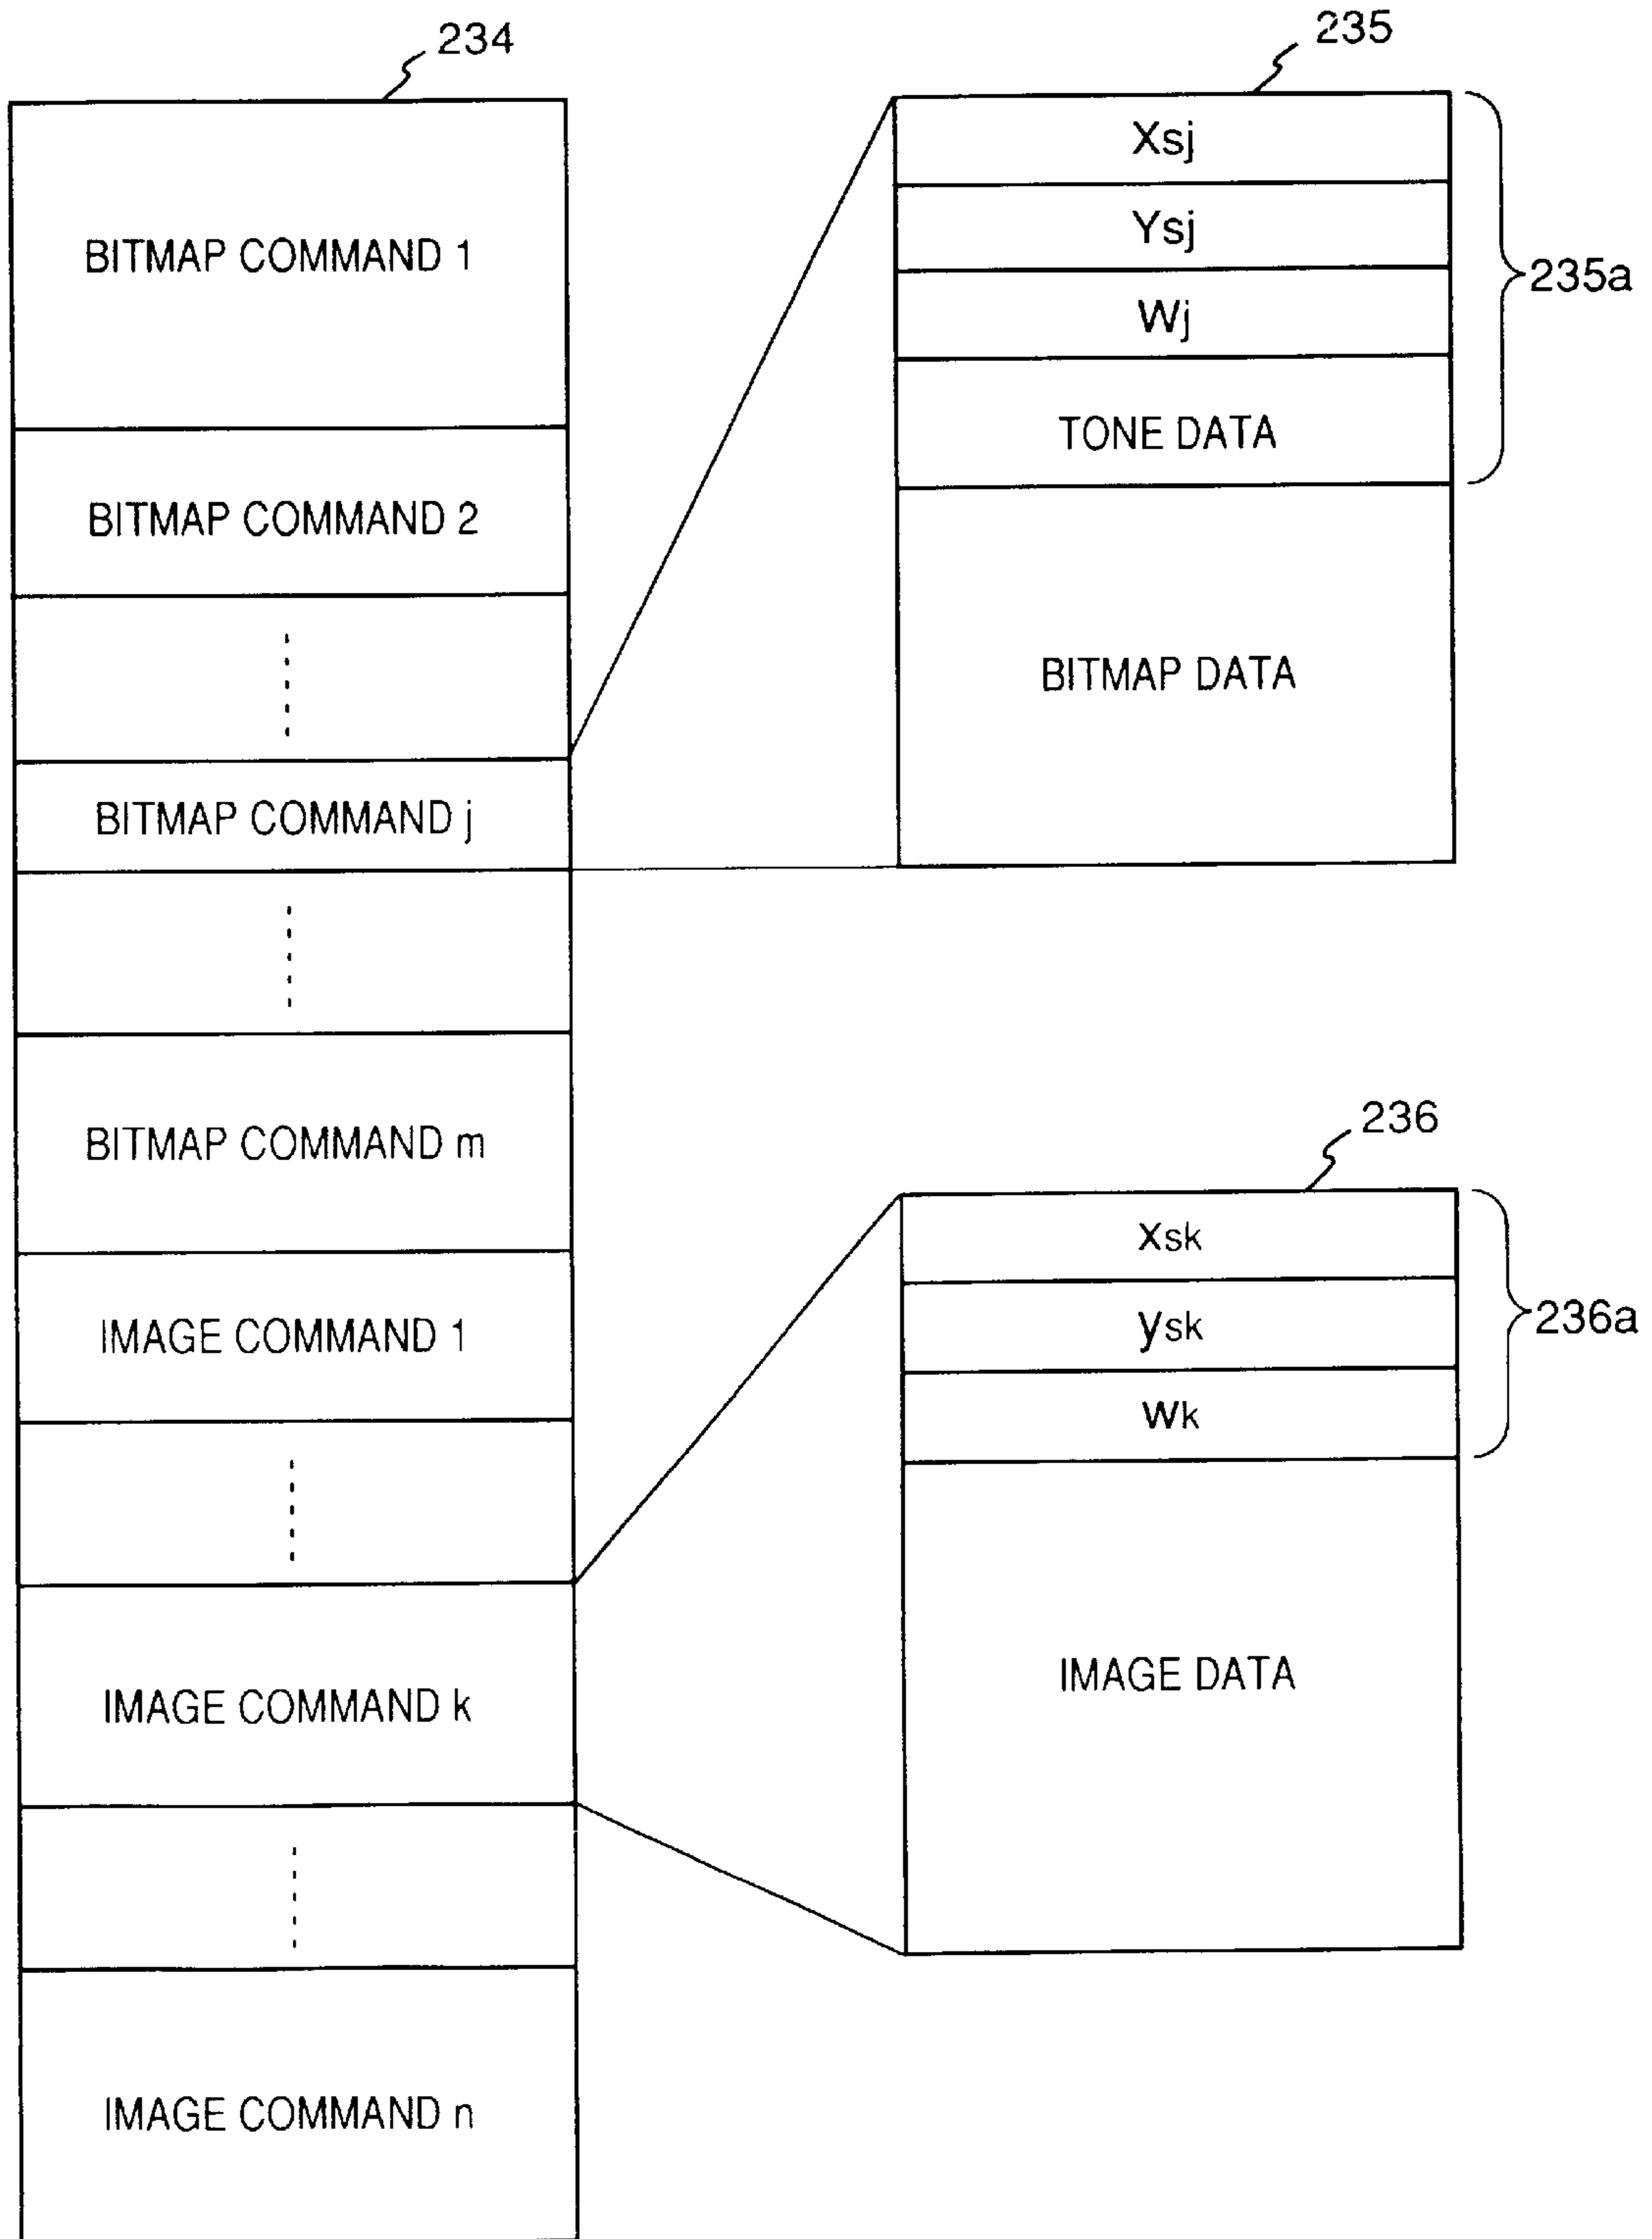 234
BITMAP COMMAND 1
BITMAP COMMAND 2
BITMAP COMMAND j
BITMAP COMMAND m
IMAGE COMMAND 1
IMAGE COMMAND k
IMAGE COMMAND n
235
Xsj
Ysj
Wj
TONE DATA
235a
BITMAP DATA
236
xsk
ysk
wk
236a
IMAGE DATA